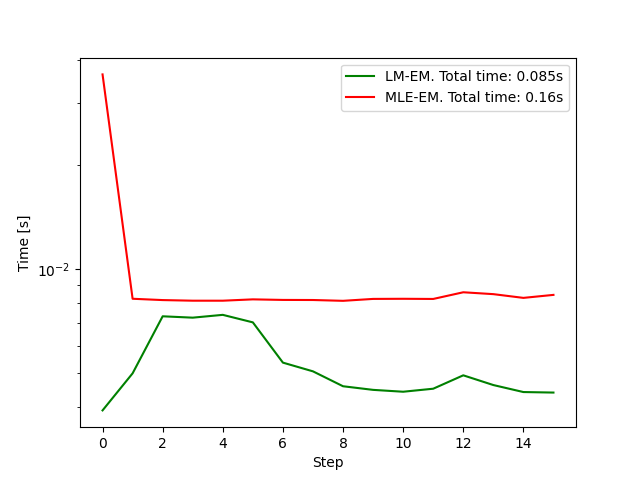 LM-EM. Total time: 0.085s
MLE-EM. Total time: 0.16s
Time [s]
10⁻²
0 2 4 6 8 10 12 14
Step